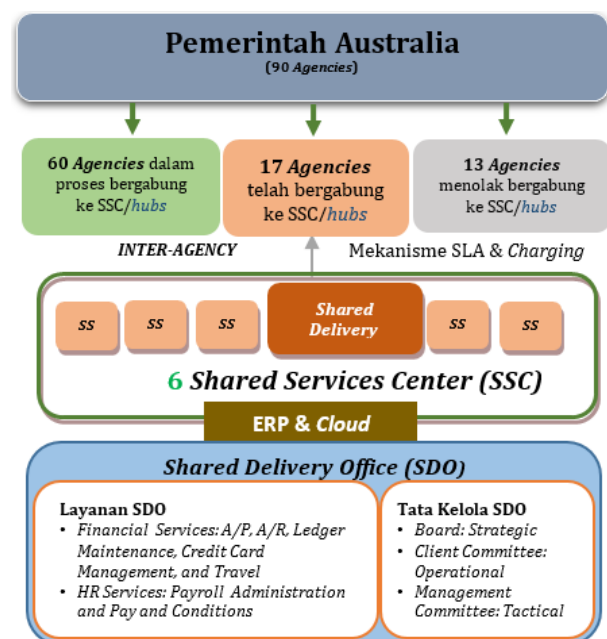 Pemerintah Australia
(90 Agencies)
60 Agencies dalam
proses bergabung
ke SSC/hubs
17 Agencies
telah bergabung
ke SSC/hubs
13 Agencies
menolak bergabung
ke SSC/hubs
INTER-AGENCY
Mekanisme SLA & Charging
SS
SS
SS
Shared
Delivery
SS
SS
6 Shared Services Center (SSC)
ERP & Cloud
Shared Delivery Office (SDO)
Layanan SDO
• Financial Services: A/P, A/R, Ledger
Maintenance, Credit Card
Management, and Travel
• HR Services: Payroll Administration
and Pay and Conditions
Tata Kelola SDO
• Board: Strategic
• Client Committee:
Operational
• Management
Committee: Tactical